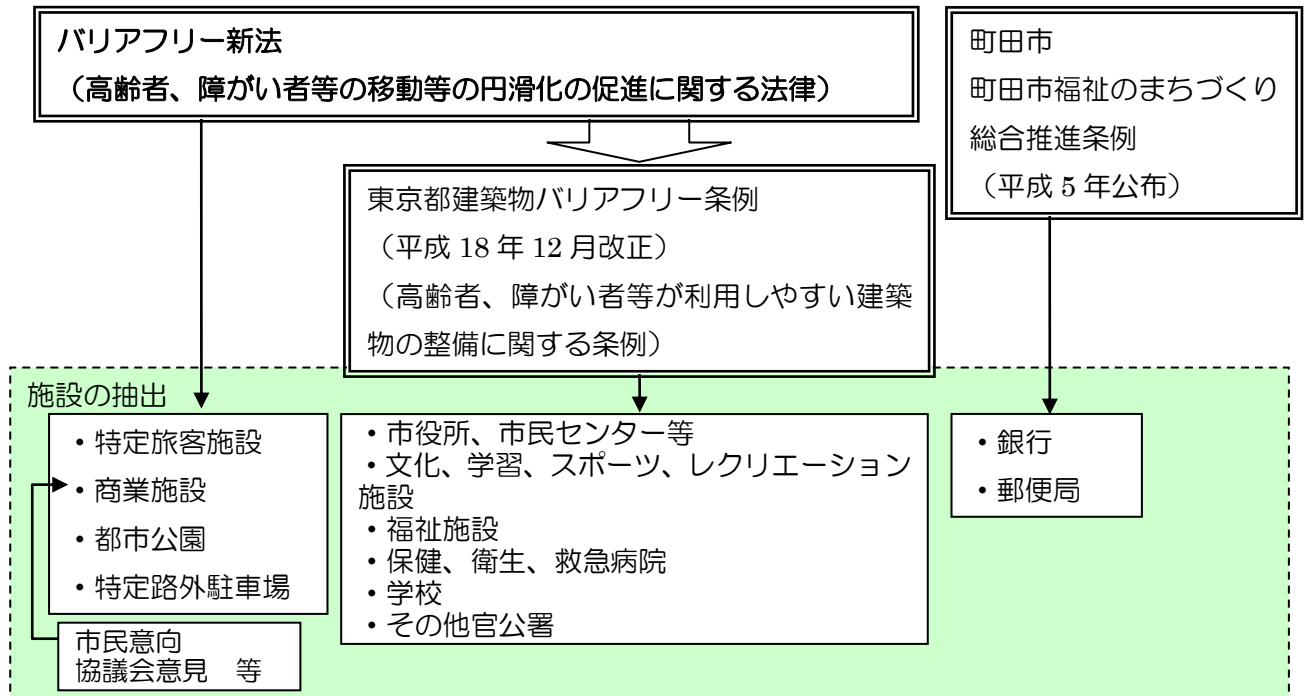 バリアフリー新法
（高齢者、障がい者等の移動等の円滑化の促進に関する法律）
町田市
町田市福祉のまちづくり
総合推進条例
（平成 5 年公布）
東京都建築物バリアフリー条例
（平成 18 年 12 月改正）
（高齢者、障がい者等が利用しやすい建築
物の整備に関する条例）
施設の抽出
・特定旅客施設
・商業施設
・都市公園
・特定路外駐車場
市民意向
協議会意見　等
・市役所、市民センター等
・文化、学習、スポーツ、レクリエーション
施設
・福祉施設
・保健、衛生、救急病院
・学校
・その他官公署
・銀行
・郵便局